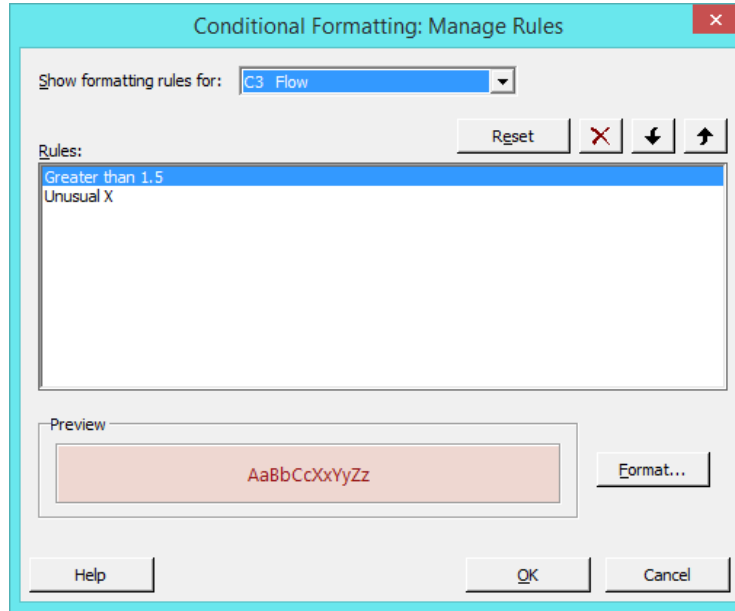 Conditional Formatting: Manage Rules
Show formatting rules for: C3 Flow
Reset
Rules:
Greater than 1.5
Unusual X
Preview
AaBbCcXxYyZz
Format...
Help OK Cancel